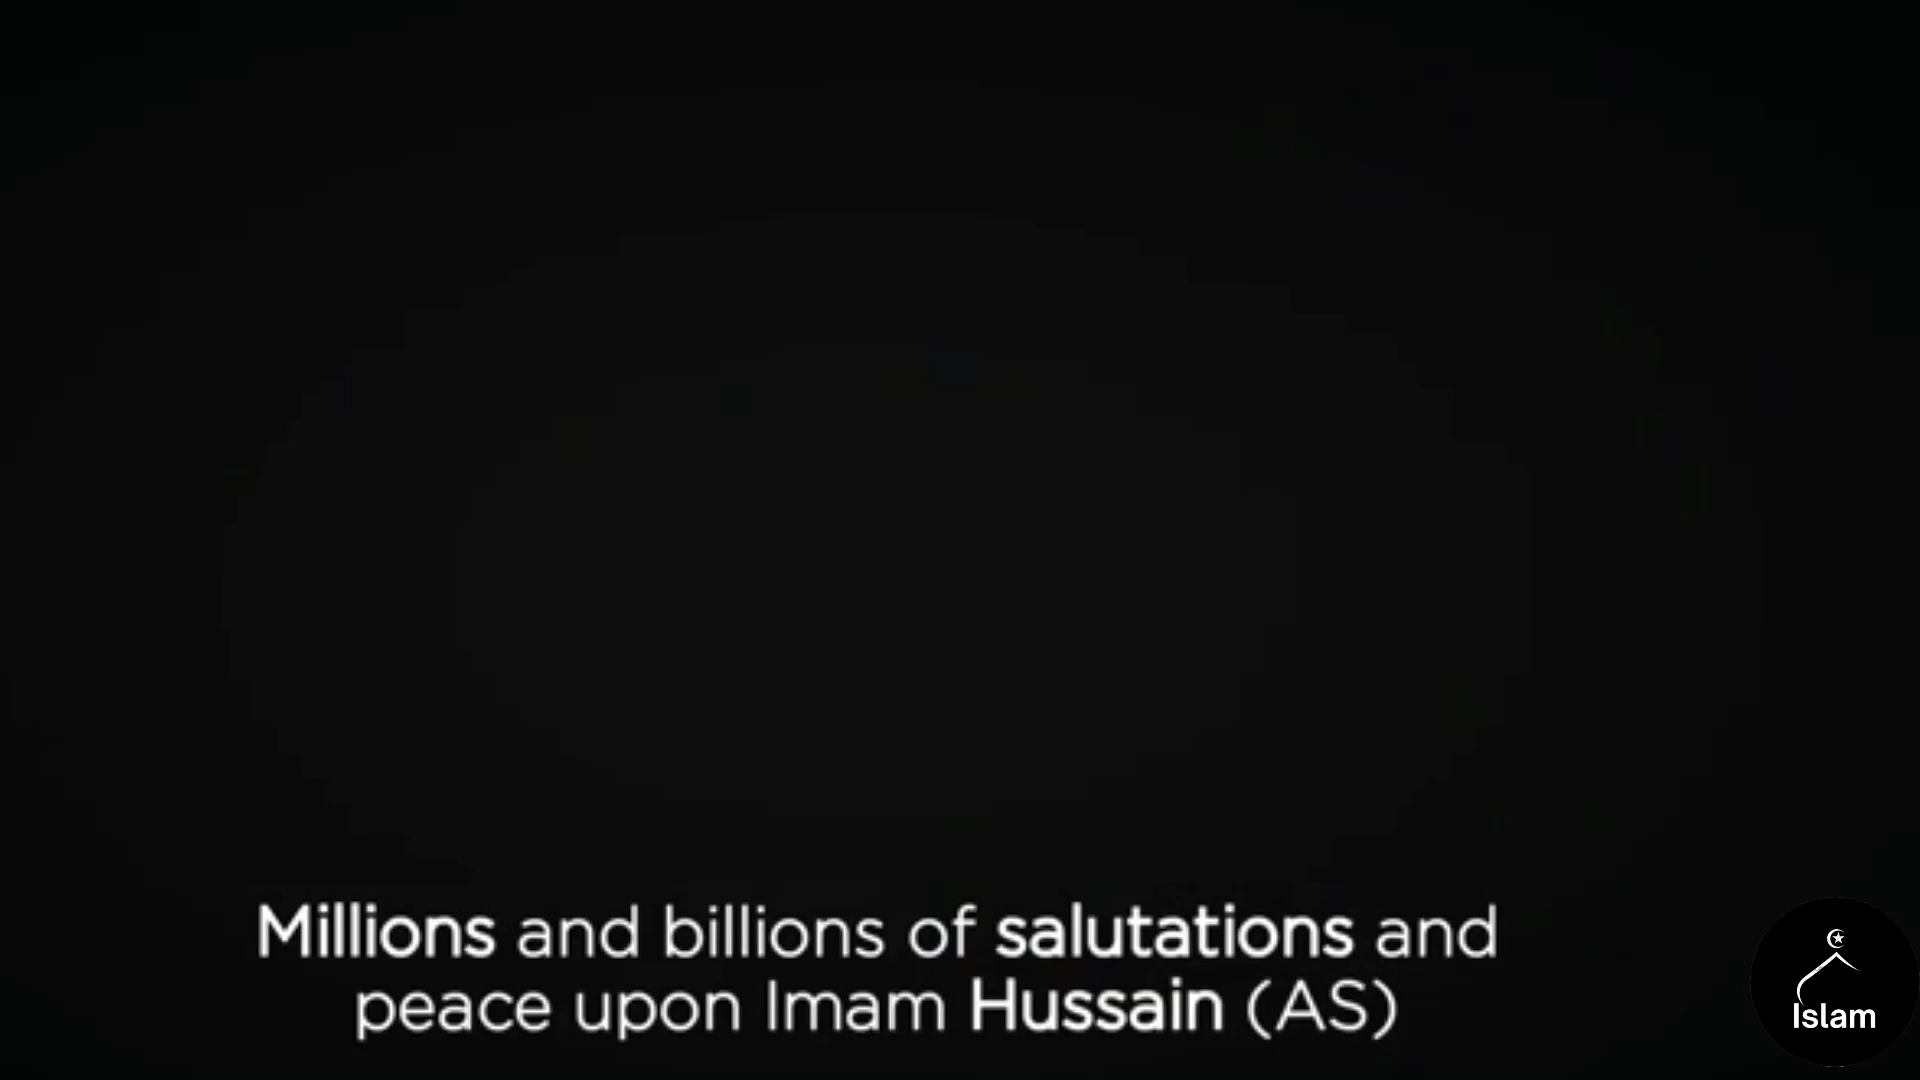 Millions and billions of salutations and
peace upon Imam Hussain (AS)
Islam